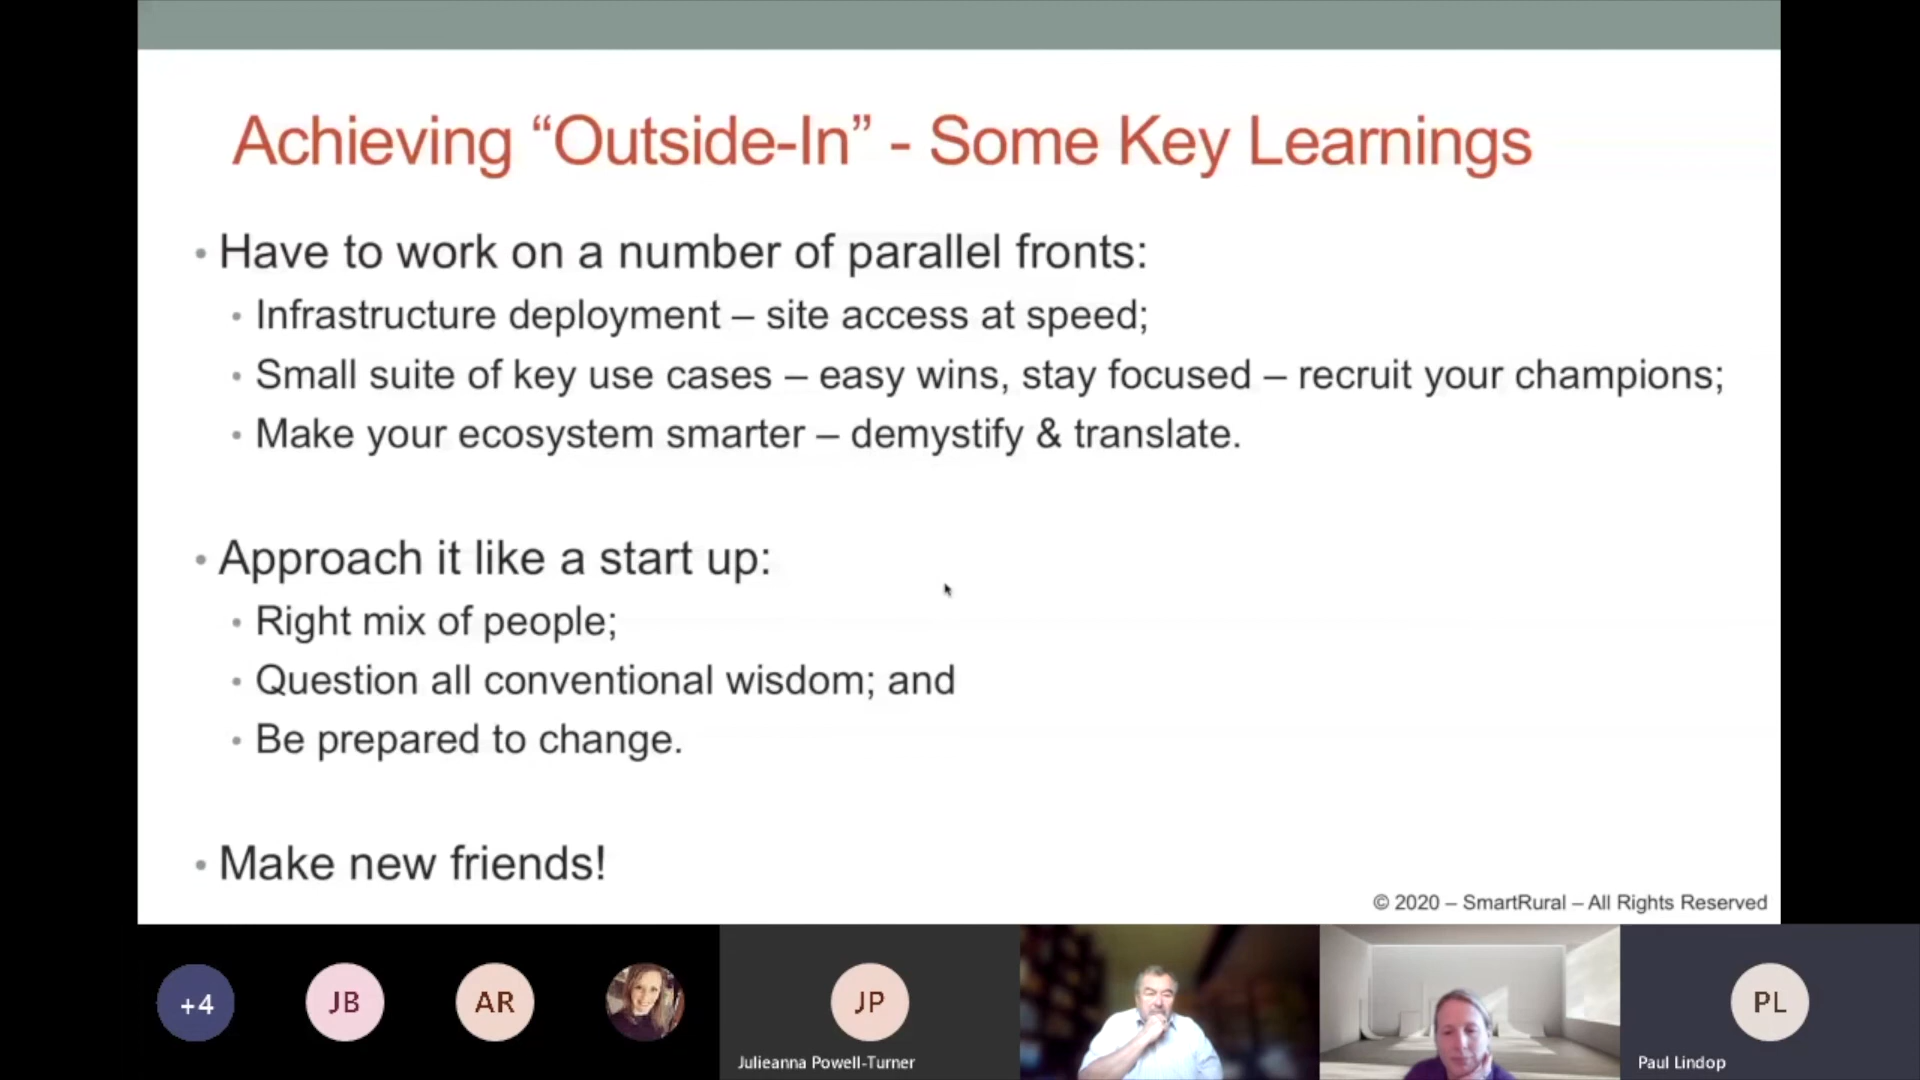 Achieving “Outside-In” - Some Key Learnings
• Have to work on a number of parallel fronts:
• Infrastructure deployment – site access at speed;
• Small suite of key use cases – easy wins, stay focused – recruit your champions;
• Make your ecosystem smarter – demystify & translate.
• Approach it like a start up:
• Right mix of people;
• Question all conventional wisdom; and
• Be prepared to change.
• Make new friends!
© 2020 – SmartRural – All Rights Reserved
+4
JB
AR
JP
PL
Julieanna Powell-Turner
Paul Lindop